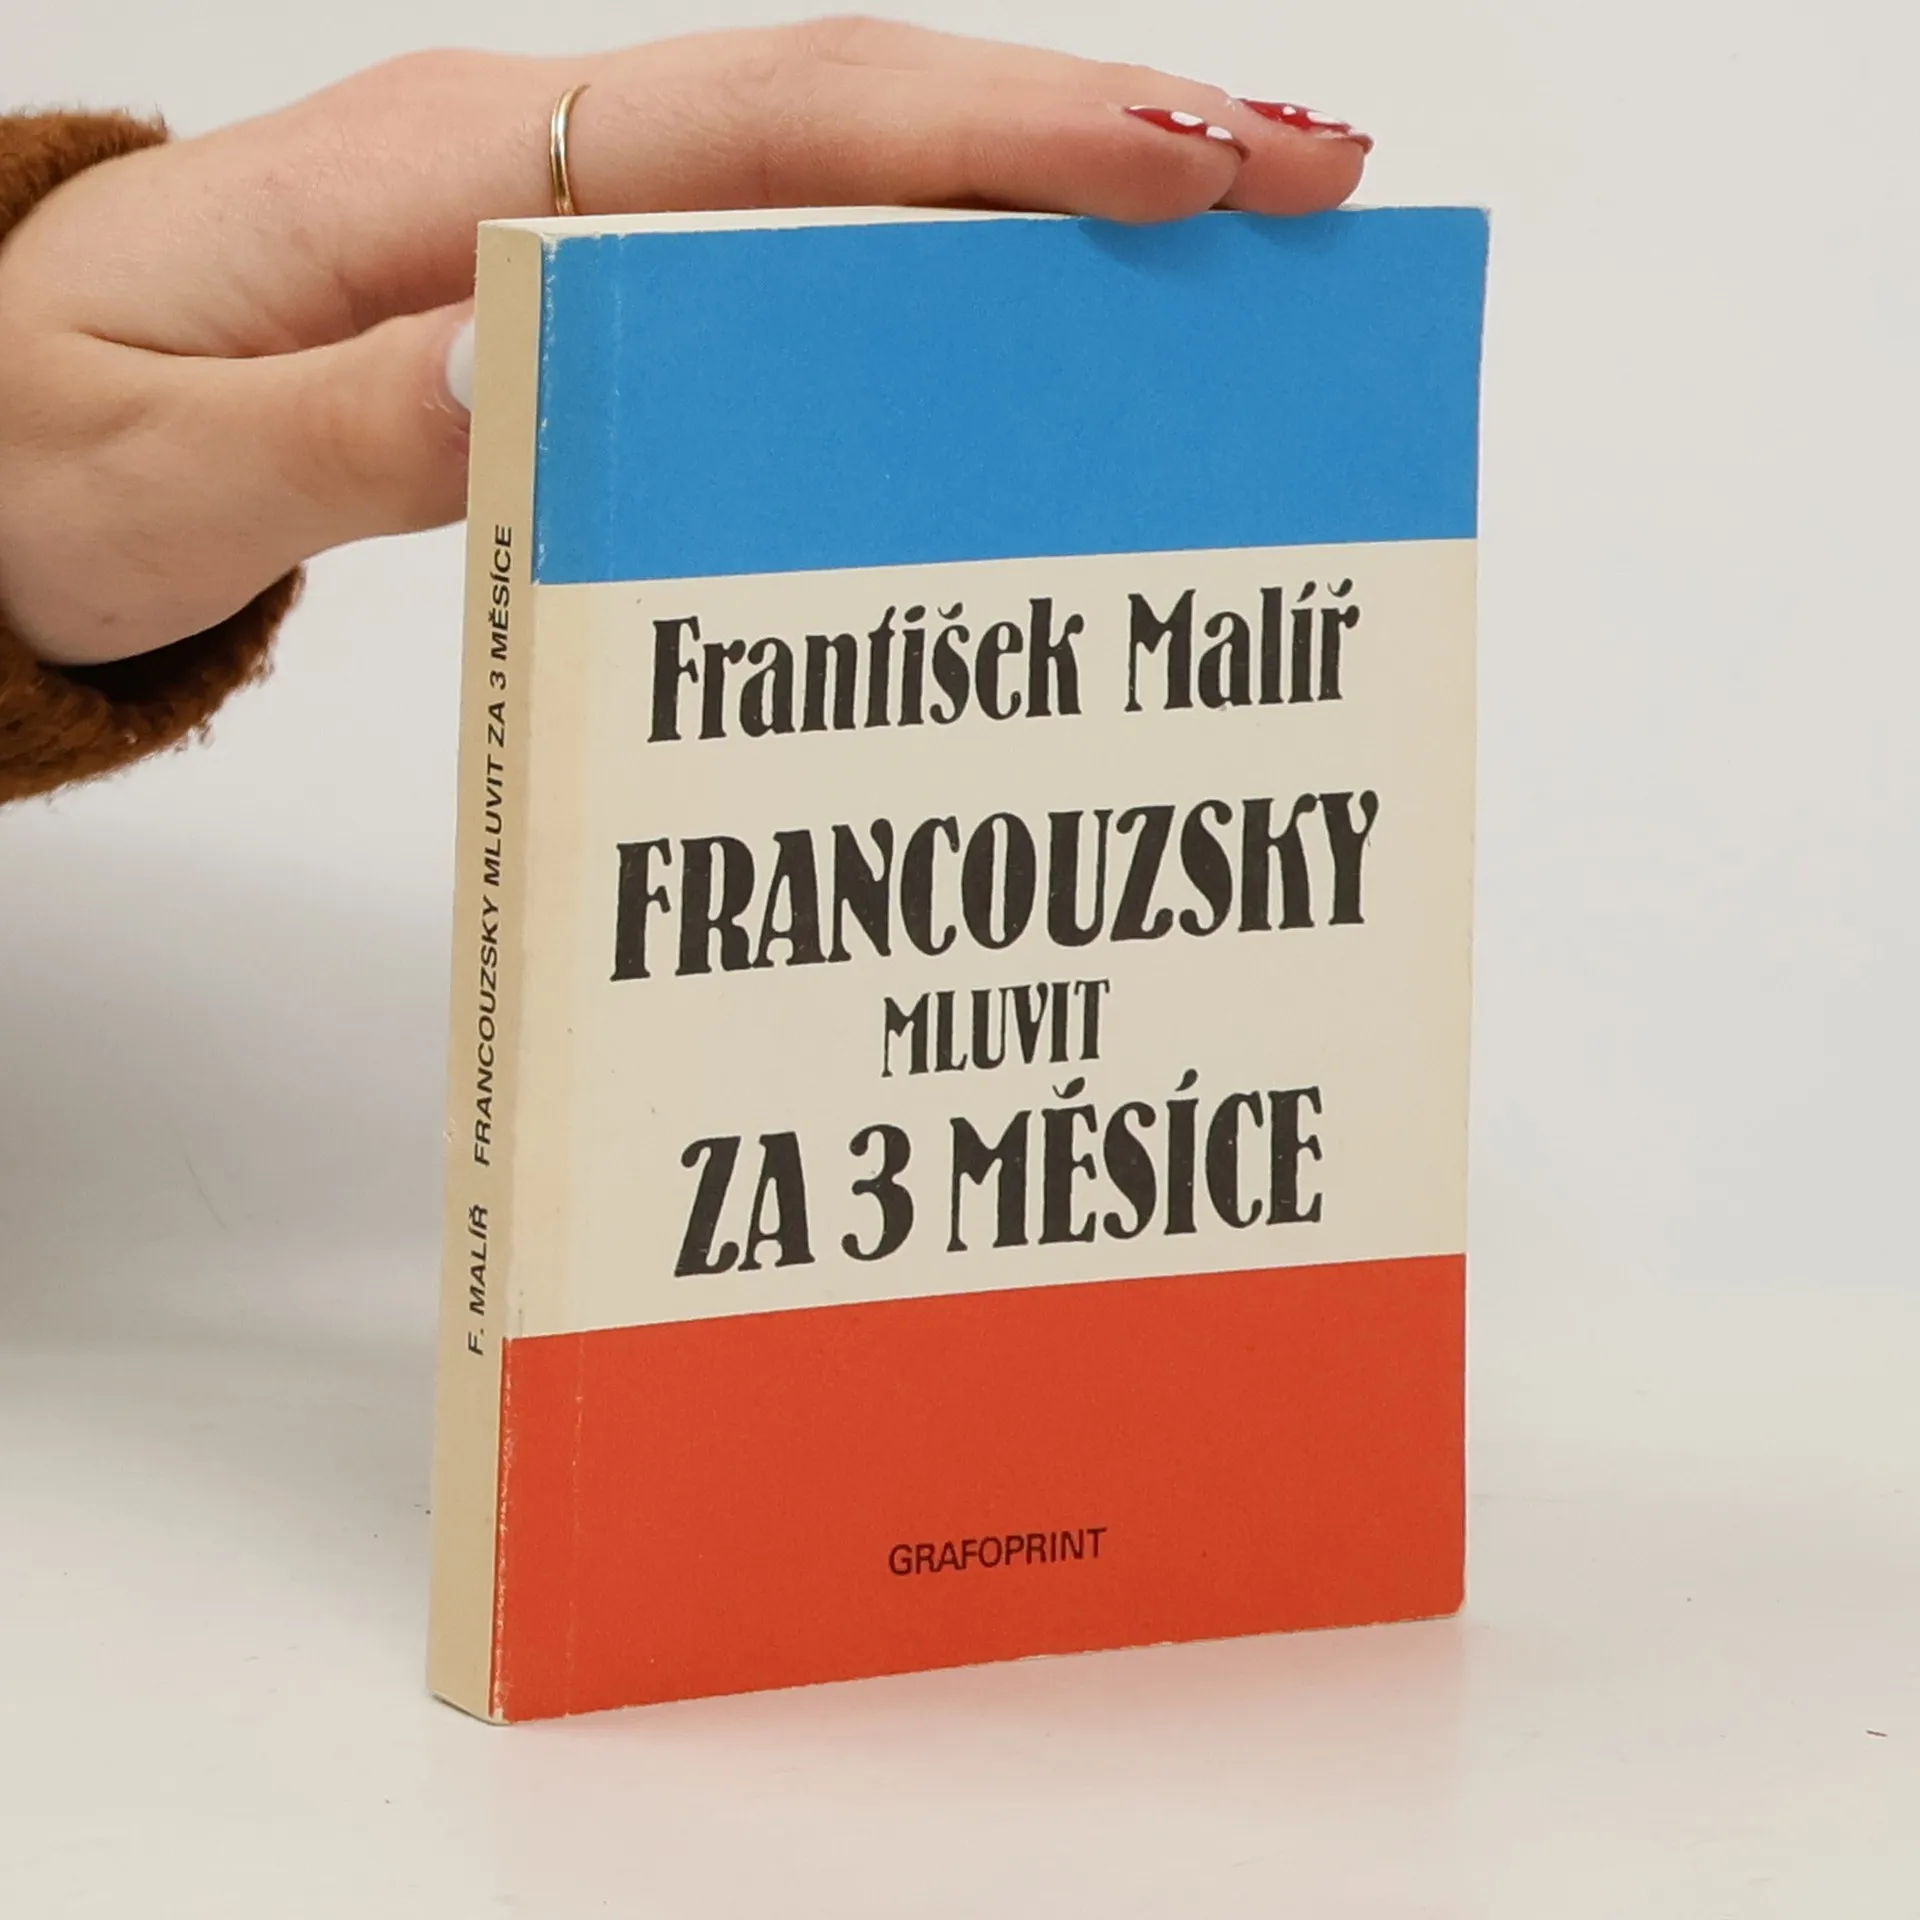 František Malíř
FRANCOUZSKY
MLUVIT
ZA 3 MĚSÍCE
GRAFOPRINT
F. MALÍŘ FRANCOUZSKY MLUVIT ZA 3 MĚSÍCE